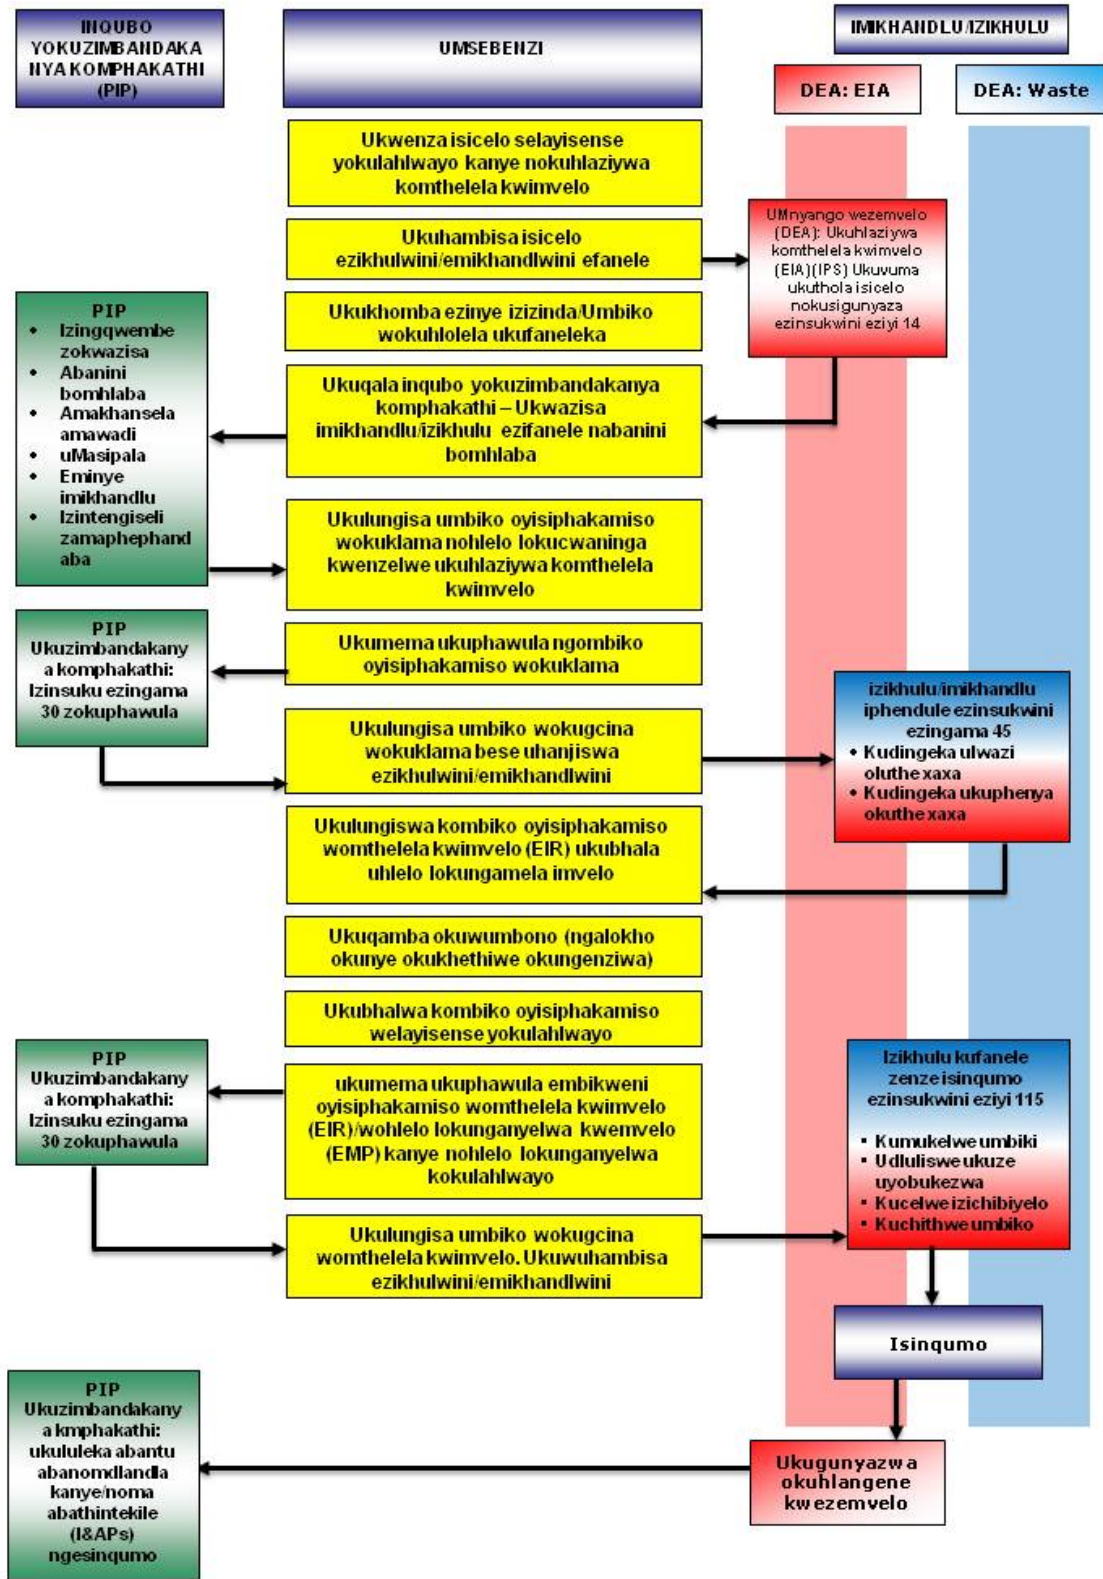 INQUBO
YOKUZIMBANDAKA
NYA KOMPHAKATHI
(PIP)
UMSEBENZI
IMIKHANDLU/IZIKHULU
DEA: EIA
DEA: Waste
Ukwenza isicelo selayisense
yokulahlwayo kanye nokuhlaziywa
komthelela kwimvelo
Ukuhambisa isicelo
ezikhulwini/emikhandlwini efanele
UMnyango wezemvelo
(DEA): Ukuhlaziywa
komthelela kwimvelo
(EIA)(IPS) Ukuvuma
ukuthola isicelo
nokusigunyaza
ezinsukwini eziyi 14
Ukukhomba ezinye izizinda/Umbiko
wokuhlolela ukufaneleka
PIP
• Izingqwembe
zokwazisa
• Abanini
bomhlaba
• Amakhansela
amawadi
• uMasipala
• Eminye
imikhandlu
• Izintengiseli
zamaphephand
aba
Ukuqala inqubo yokuzimbandakanya
komphakathi – Ukwazisa
imikhandlu/izikhulu ezifanele nabanini
bomhlaba
Ukulungisa umbiko oyisiphakamiso
wokuklama nohlelo lokucwaninga
kwenzelwe ukuhlaziywa komthelela
kwimvelo
PIP
Ukuzimbandakany
a komphakathi:
Izinsuku ezingama
30 zokuphawula
Ukumema ukuphawula ngombiko
oyisiphakamiso wokuklama
Ukulungisa umbiko wokugcina
wokuklama bese uhanjiswa
ezikhulwini/emikhandlwini
izikhulu/imikhandlu
iphendule ezinsukwini
ezingama 45
• Kudingeka ulwazi
oluthe xaxa
• Kudingeka ukuphenya
okuthe xaxa
Ukulungiswa kombiko oyisiphakamiso
womthelela kwimvelo (EIR) ukubhala
uhlelo lokungamela imvelo
Ukuqamba okuwumbono (ngalokho
okunye okukhethiwe okungenziwa)
Ukubhalwa kombiko oyisiphakamiso
welayisense yokulahlwayo
PIP
Ukuzimbandakany
a komphakathi:
Izinsuku ezingama
30 zokuphawula
ukumema ukuphawula embikweni
oyisiphakamiso womthelela kwimvelo
(EIR)/wohlelo lokunganyelwa kwemvelo
(EMP) kanye nohlelo lokunganyelwa
kokulahlwayo
Izikhulu kufanele
zenze isinqumo
ezinsukwini eziyi 115
▪ Kumukelwe umbiki
▪ Udluliswe ukuze
uyobukezwa
▪ Kucelwe izichibiyelo
▪ Kuchithwe umbiko
Ukulungisa umbiko wokugcina
womthelela kwimvelo. Ukuwuhambisa
ezikhulwini/emikhandlwini
Isinqumo
PIP
Ukuzimbandakany
a kmphakathi:
ukululeka abantu
abanomdlandla
kanye/noma
abathintekile
(I&APs)
ngesinqumo
Ukugunyazwa
okuhlangene
kwezemvelo